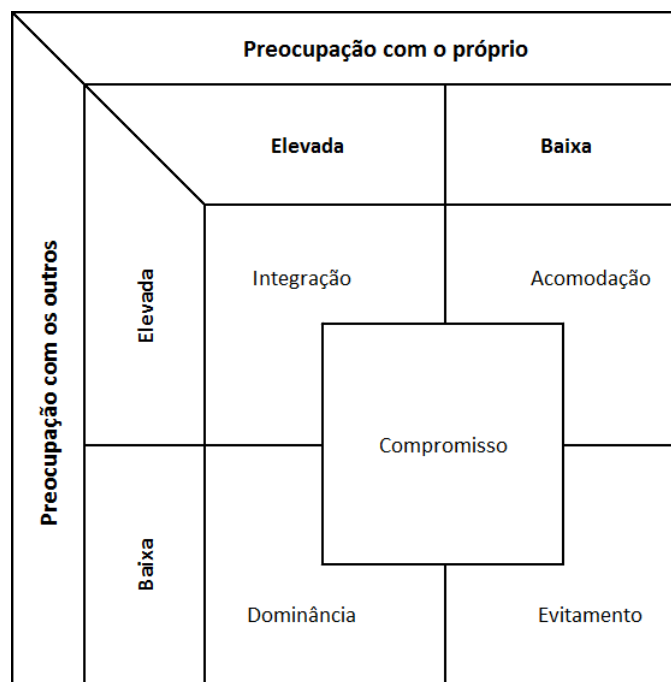 Preocupação com o próprio
Elevada
Baixa
Preocupação com os outros
Elevada
Integração
Acomodação
Compromisso
Baixa
Dominância
Evitamento